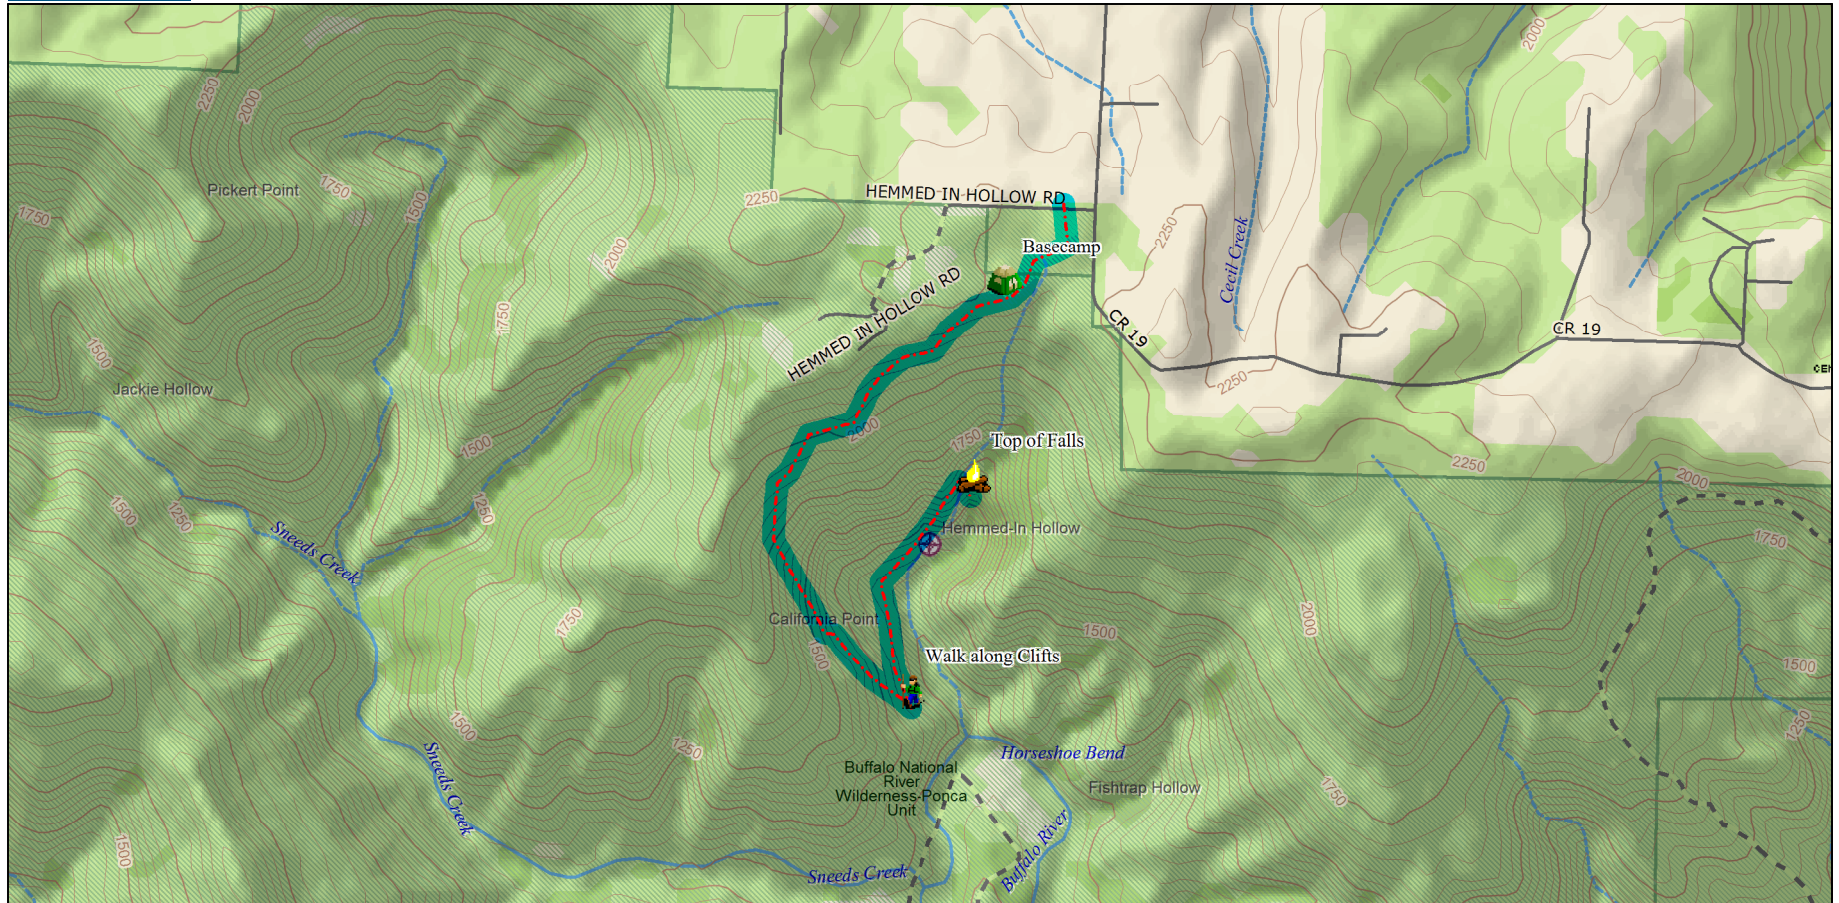 2000
2250
2000
Pickert Point
1750
1750
1500
2250
HEMMED IN HOLLOW RD
2250
Basecamp
Cecil Creek
2000
1750
HEMMED IN HOLLOW RD
CR 19
CR 19
CEN
1500
Jackie Hollow
2250
2000
1750
Top of Falls
1500
2250
2000
1500
1250
1250
Sneeds Creek
Hemmed-In Hollow
1750
1750
California Point
2000
1500
1500
Walk along Clifts
1500
1500
1250
1250
Sneeds Creek
Horseshoe Bend
Buffalo National
River
Wilderness-Ponca
Unit
Fishtrap Hollow
1750
1500
Sneeds Creek
Buffalo River